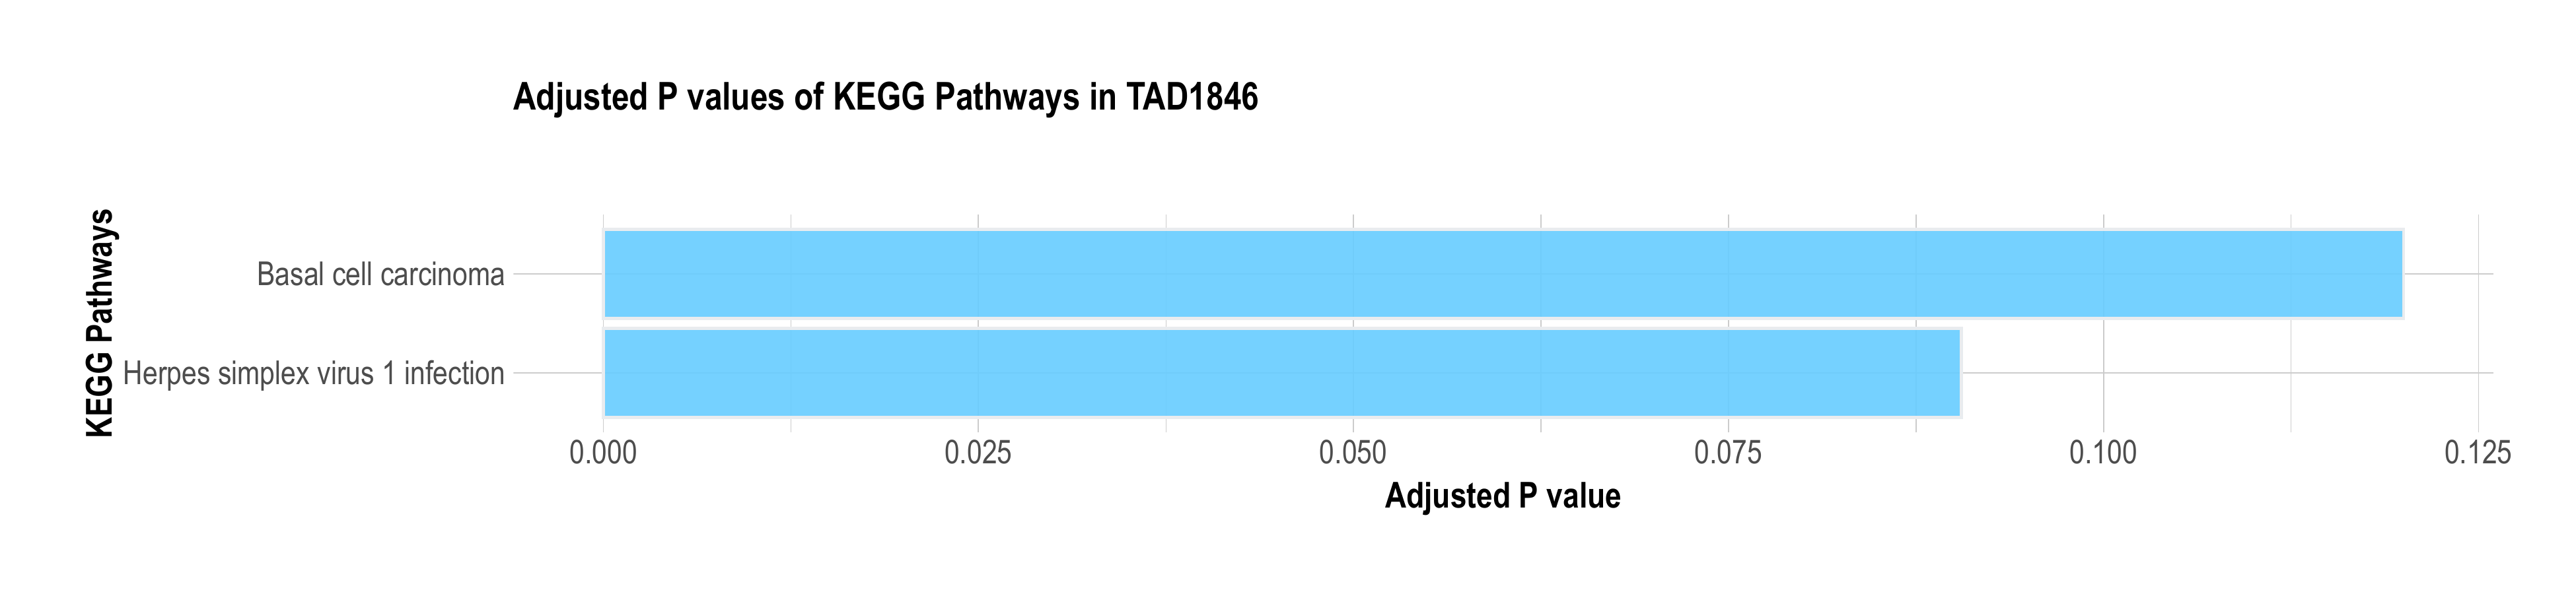 Adjusted P values of KEGG Pathways in TAD1846
KEGG Pathways
Basal cell carcinoma
Herpes simplex virus 1 infection
0.000 0.025 0.050 0.075 0.100 0.125
Adjusted P value